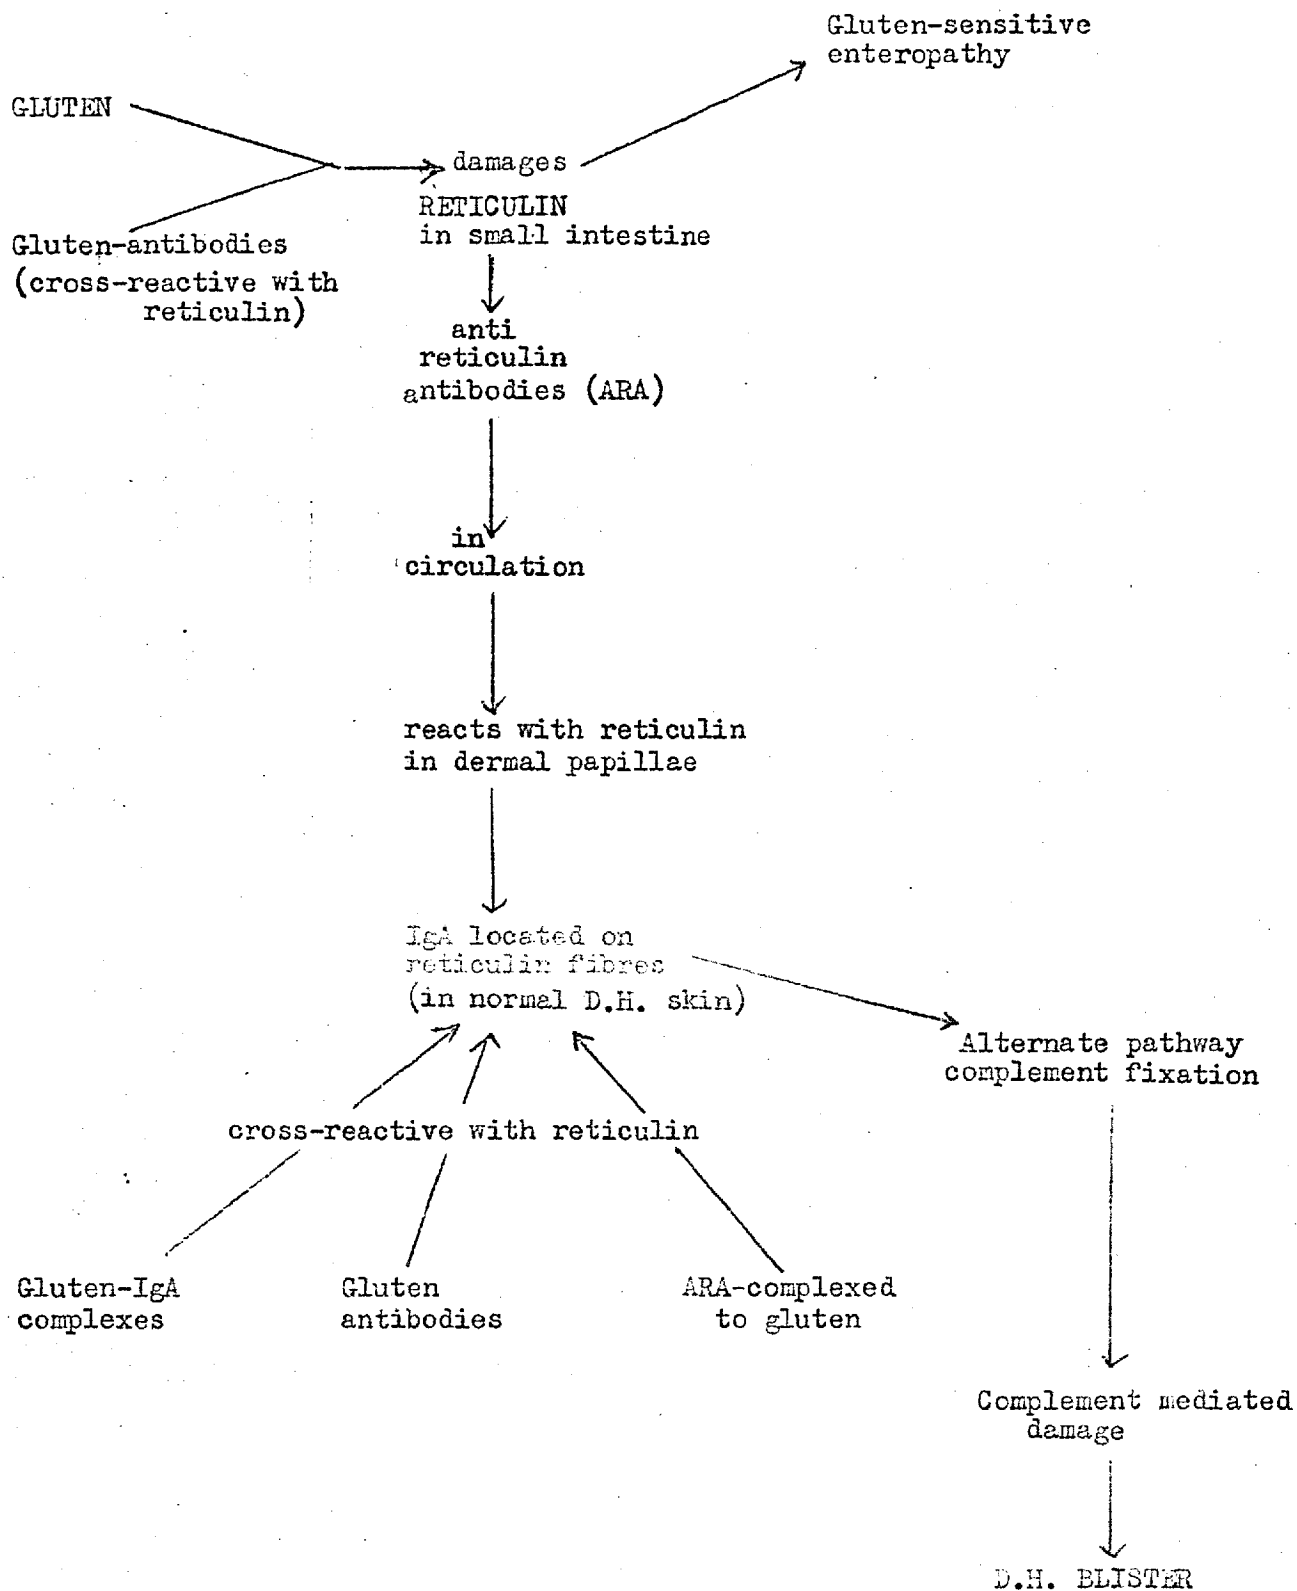 Gluten-sensitive
enteropathy
GLUTEN
damages
RETICULIN
in small intestine
Gluten-antibodies
(cross-reactive with
reticulin)
anti
reticulin
antibodies (ARA)
in
circulation
reacts with reticulin
in dermal papillae
IgA located on
reticulin fibres
(in normal D.H. skin)
Alternate pathway
complement fixation
cross-reactive with reticulin
Gluten-IgA
complexes
Gluten
antibodies
ARA-complexed
to gluten
Complement mediated
damage
D.H. BLISTER